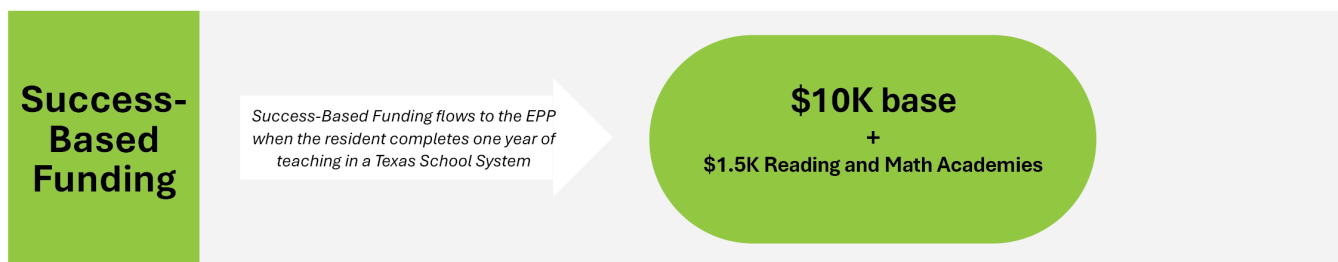 Success-
Based
Funding
Success-Based Funding flows to the EPP
when the resident completes one year of
teaching in a Texas School System
$10K base
+
$1.5K Reading and Math Academies